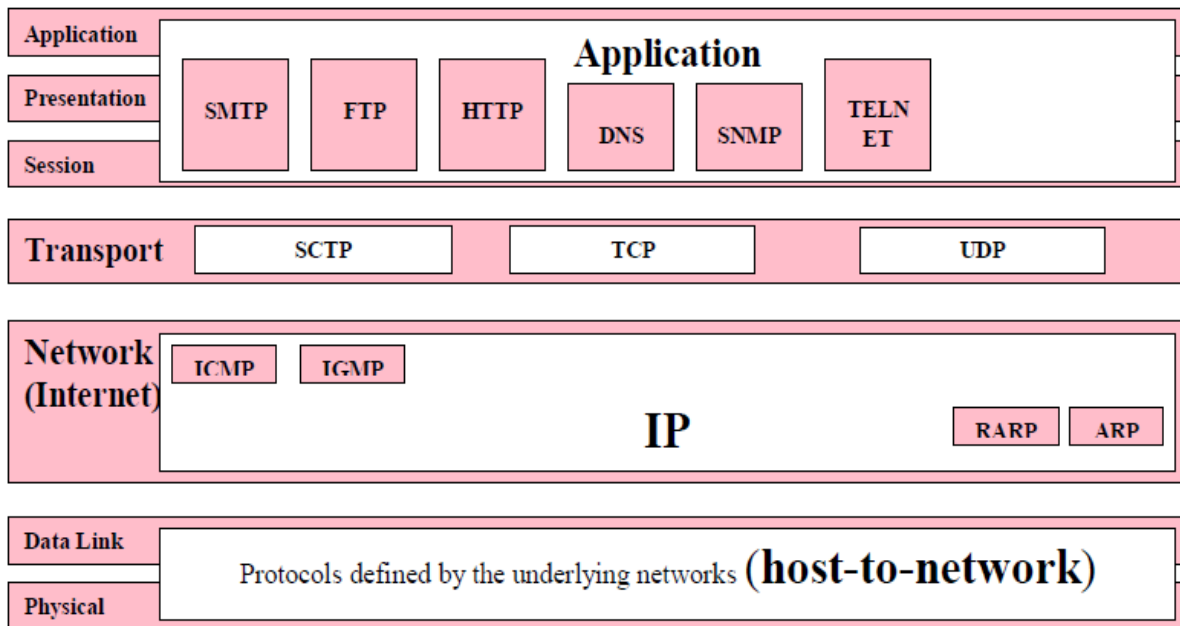 Application
Application
Presentation
SMTP
FTP
HTTP
DNS
SNMP
TELN
ET
Session
Transport
SCTP
TCP
UDP
Network
(Internet)
ICMP
IGMP
IP
RARP
ARP
Data Link
Protocols defined by the underlying networks (host-to-network)
Physical